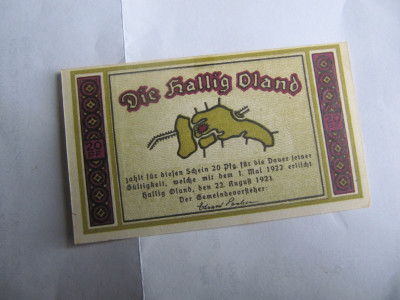 Die Hallig Oland
zahlt für diesen Schein 20 Pfg. für die Dauer seiner
Gültigkeit, welche mit dem 1. Mai 1922 erlischt
Hallig Oland, den 22. August 1921.
Der Gemeindevorsteher
20